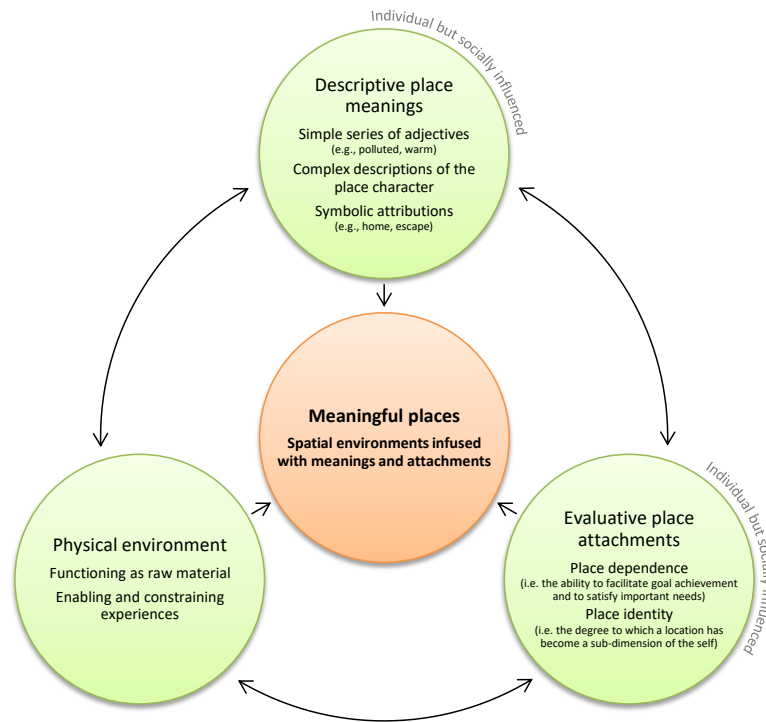 Individual but socially influenced
Descriptive place
meanings
Simple series of adjectives
(e.g., polluted, warm)
Complex descriptions of the
place character
Symbolic attributions
(e.g., home, escape)
Meaningful places
Spatial environments infused
with meanings and attachments
Physical environment
Functioning as raw material
Enabling and constraining
experiences
Individual but socially influenced
Evaluative place
attachments
Place dependence
(i.e. the ability to facilitate goal achievement
and to satisfy important needs)
Place identity
(i.e. the degree to which a location has
become a sub-dimension of the self)